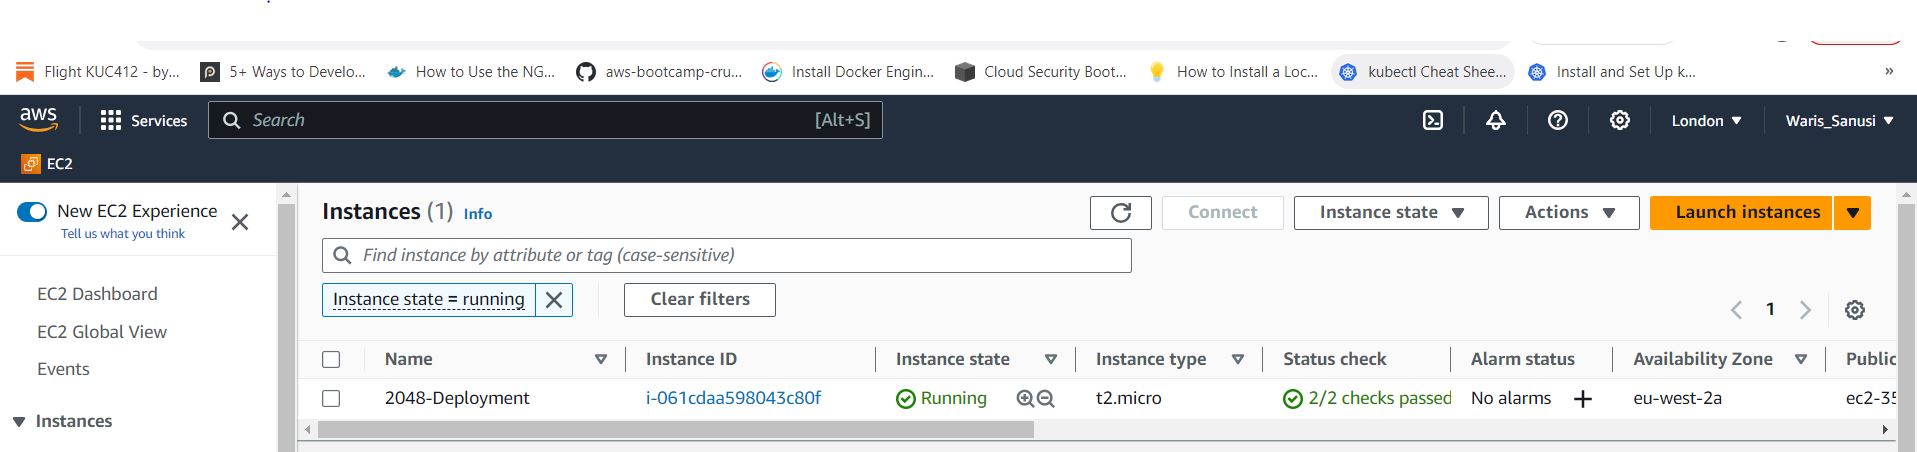 Flight KUC412 - by... 5+ Ways to Develo... How to Use the NG... aws-bootcamp-cru... Install Docker Engin... Cloud Security Boot... How to Install a Loc... kubectl Cheat Shee... Install and Set Up k... »
aws Services Search [Alt+S] London Waris_Sanusi
EC2
New EC2 Experience
Tell us what you think
EC2 Dashboard
EC2 Global View
Events
Instances
Instances (1) Info Connect Instance state Actions Launch instances
Find instance by attribute or tag (case-sensitive)
Instance state = running Clear filters
1
Name Instance ID Instance state Instance type Status check Alarm status Availability Zone Public
2048-Deployment i-061cdaa598043c80f Running t2.micro 2/2 checks passed No alarms + eu-west-2a ec2-35